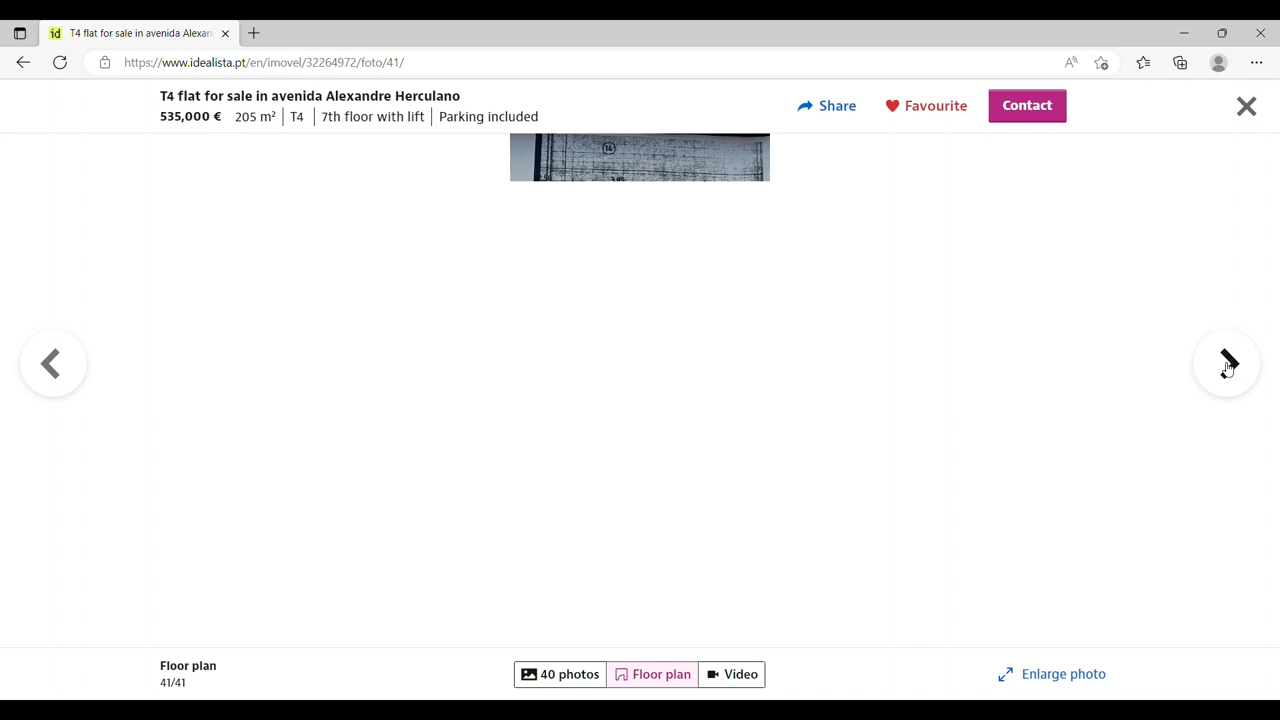 T4 flat for sale in avenida Alexan
https://www.idealista.pt/en/imovel/32264972/foto/41/
T4 flat for sale in avenida Alexandre Herculano
535,000 € 205 m² T4 7th floor with lift Parking included
Share Favourite Contact
14
Floor plan
41/41
40 photos Floor plan Video
Enlarge photo